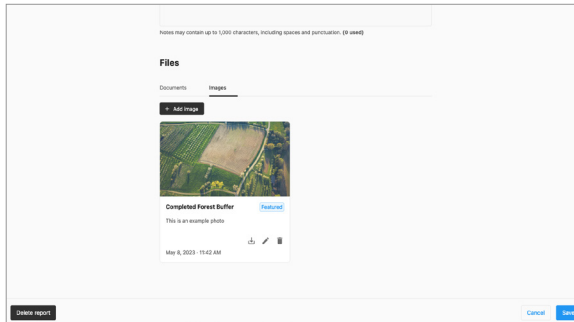 Notes may contain up to 1,000 characters, including spaces and punctuation. (0 used)
Files
Documents Images
+ Add Image
Completed Forest Buffer Featured
This is an example photo
May 8, 2023 · 11:42 AM
Delete report Cancel Save